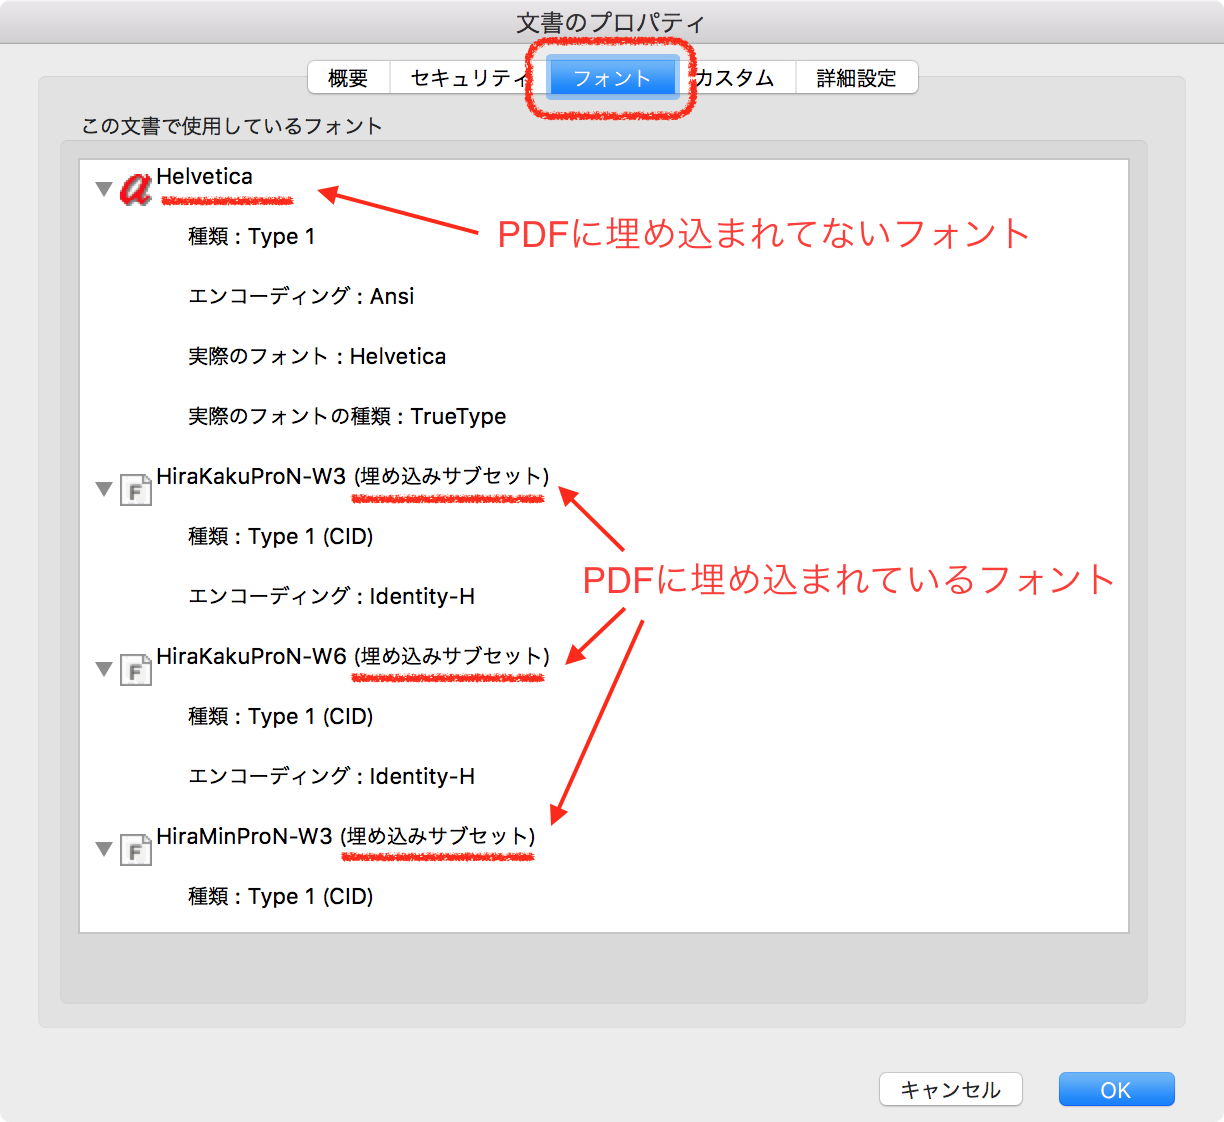 文書のプロパティ
概要 セキュリティ フォント カスタム 詳細設定
この文書で使用しているフォント
Helvetica
種類 : Type 1
PDFに埋め込まれてないフォント
エンコーディング : Ansi
実際のフォント : Helvetica
実際のフォントの種類 : TrueType
HiraKakuProN-W3 (埋め込みサブセット)
種類 : Type 1 (CID)
PDFに埋め込まれているフォント
エンコーディング : Identity-H
HiraKakuProN-W6 (埋め込みサブセット)
種類 : Type 1 (CID)
エンコーディング : Identity-H
HiraMinProN-W3 (埋め込みサブセット)
種類 : Type 1 (CID)
キャンセル OK